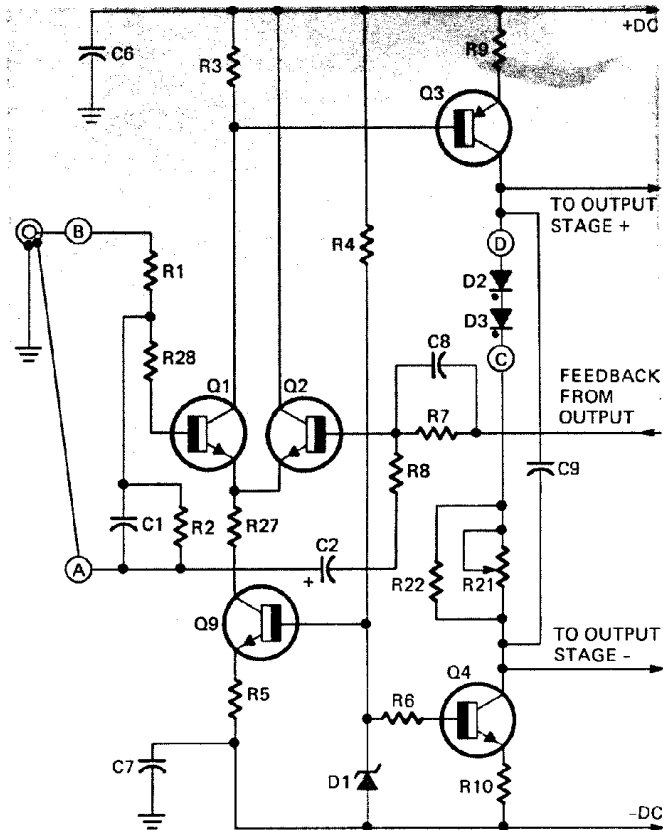 +DC
C6
R3
R9
Q3
TO OUTPUT
STAGE +
B
R4
D
R1
D2
D3
C8
R28
C
Q1
Q2
FEEDBACK
FROM
OUTPUT
R7
R8
C9
C1
R2
R27
C2
A
+
R22
R21
Q9
TO OUTPUT
STAGE -
Q4
R5
R6
C7
D1
R10
-DC